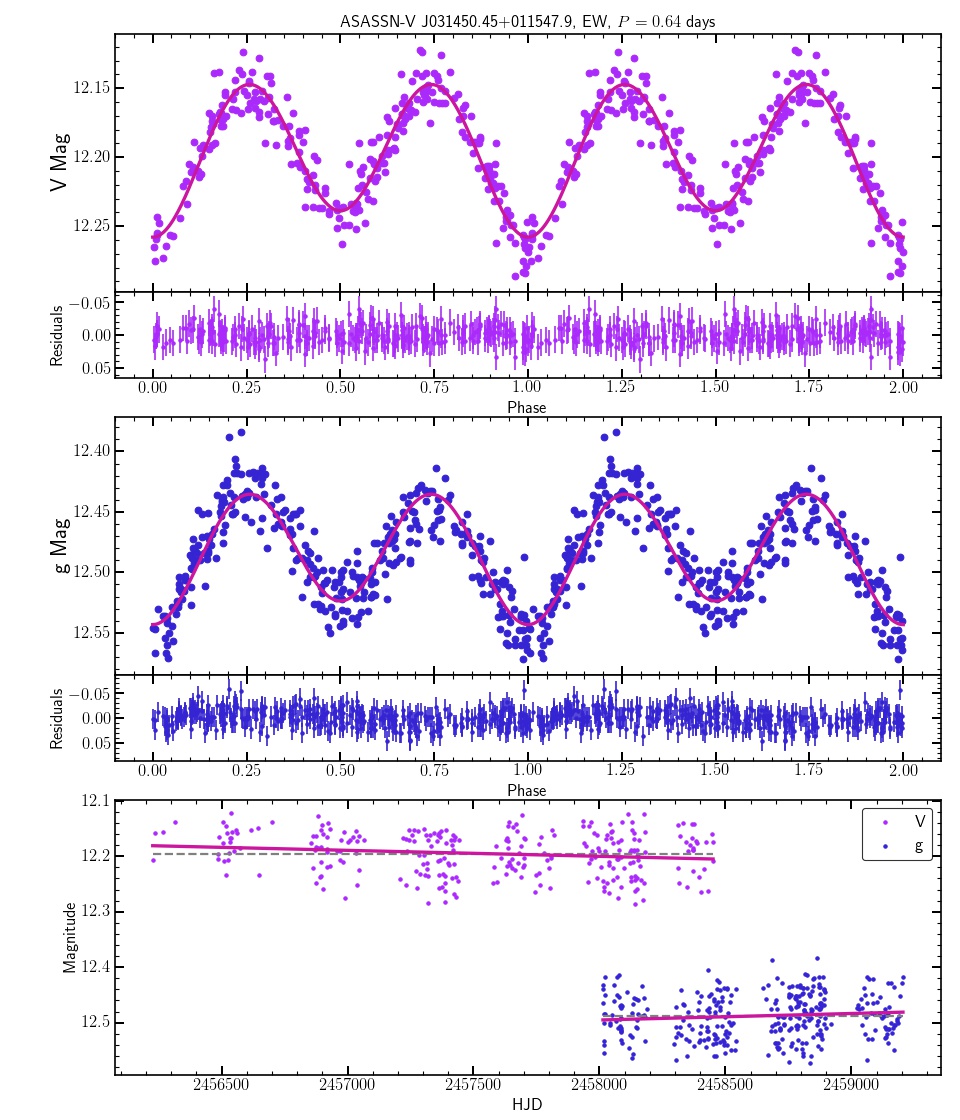 ASASSN-V J031450.45+011547.9, EW, P = 0.64 days
V Mag
12.15
12.20
12.25
Residuals
−0.05
0.00
0.05
0.00 0.25 0.50 0.75 1.00 1.25 1.50 1.75 2.00
Phase
g Mag
12.40
12.45
12.50
12.55
Residuals
−0.05
0.00
0.05
0.00 0.25 0.50 0.75 1.00 1.25 1.50 1.75 2.00
Phase
Magnitude
12.1
12.2
12.3
12.4
12.5
V
g
2456500 2457000 2457500 2458000 2458500 2459000
HJD